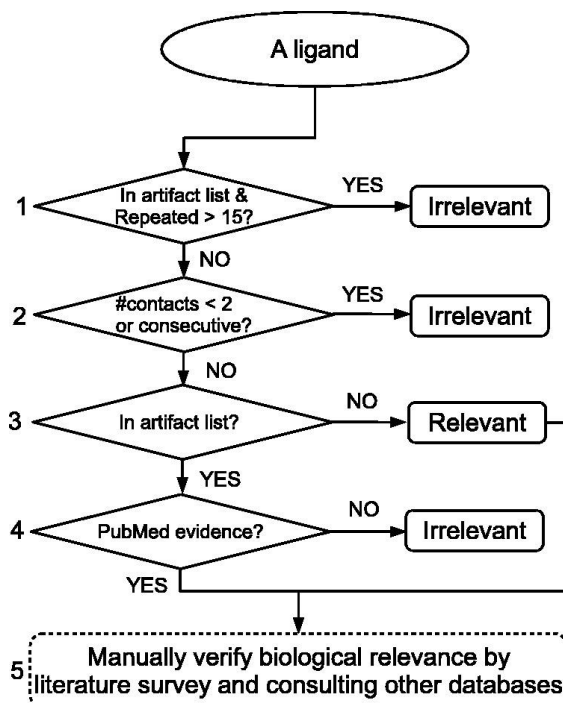 A ligand
1
In artifact list &
Repeated > 15?
YES
Irrelevant
NO
2
#contacts < 2
or consecutive?
YES
Irrelevant
NO
3
In artifact list?
NO
Relevant
YES
4
PubMed evidence?
NO
Irrelevant
YES
5
Manually verify biological relevance by
literature survey and consulting other databases